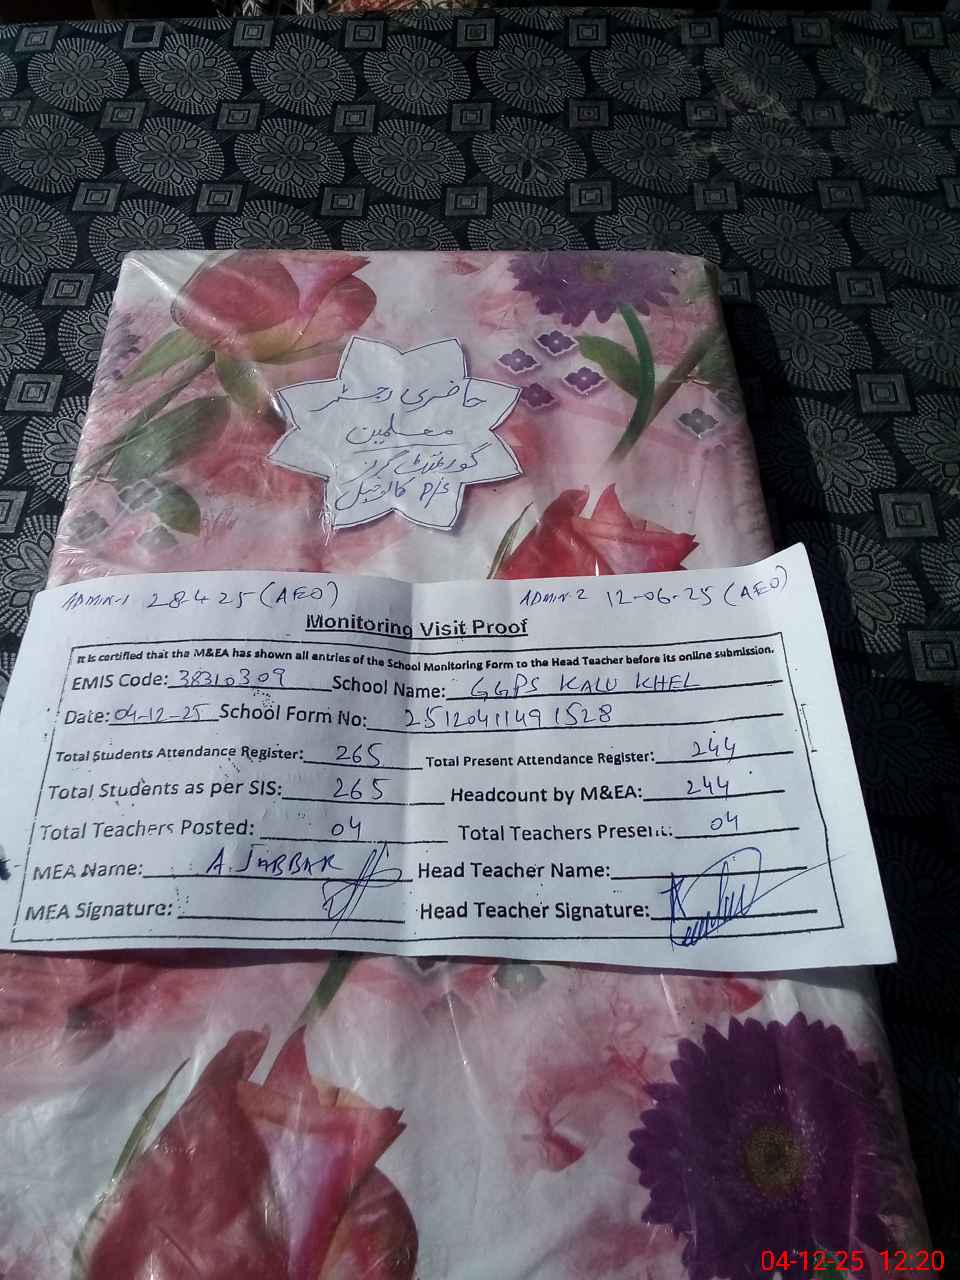 حاضری رجسٹر
معلمین
گورنمنٹ گرلز
p/s کالوخیل
ADMIN-1 28-4-25 (AEO) ADMIN-2 12-06-25 (AEO)
Monitoring Visit Proof
It is certified that the M&EA has shown all entries of the School Monitoring Form to the Head Teacher before its online submission.
EMIS Code: 38310309 School Name: GGPS KALU KHEL
Date: 04-12-25 School Form No: 25120411491528
Total Students Attendance Register: 265 Total Present Attendance Register: 244
Total Students as per SIS: 265 Headcount by M&EA: 244
Total Teachers Posted: 04 Total Teachers Present: 04
MEA Name: A. JABBAR Head Teacher Name:
MEA Signature: Head Teacher Signature:
04-12-25 12:20